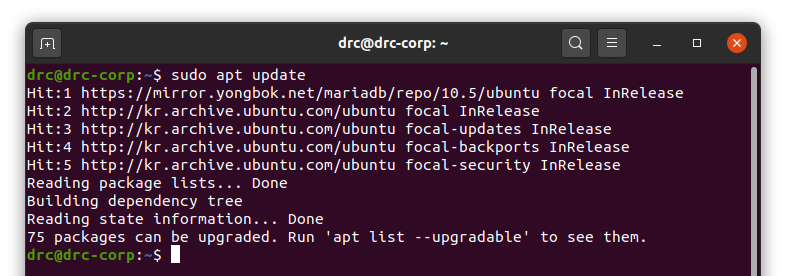 drc@drc-corp: ~
drc@drc-corp:~$ sudo apt update
Hit:1 https://mirror.yongbok.net/mariadb/repo/10.5/ubuntu focal InRelease
Hit:2 http://kr.archive.ubuntu.com/ubuntu focal InRelease
Hit:3 http://kr.archive.ubuntu.com/ubuntu focal-updates InRelease
Hit:4 http://kr.archive.ubuntu.com/ubuntu focal-backports InRelease
Hit:5 http://kr.archive.ubuntu.com/ubuntu focal-security InRelease
Reading package lists... Done
Building dependency tree
Reading state information... Done
75 packages can be upgraded. Run 'apt list --upgradable' to see them.
drc@drc-corp:~$